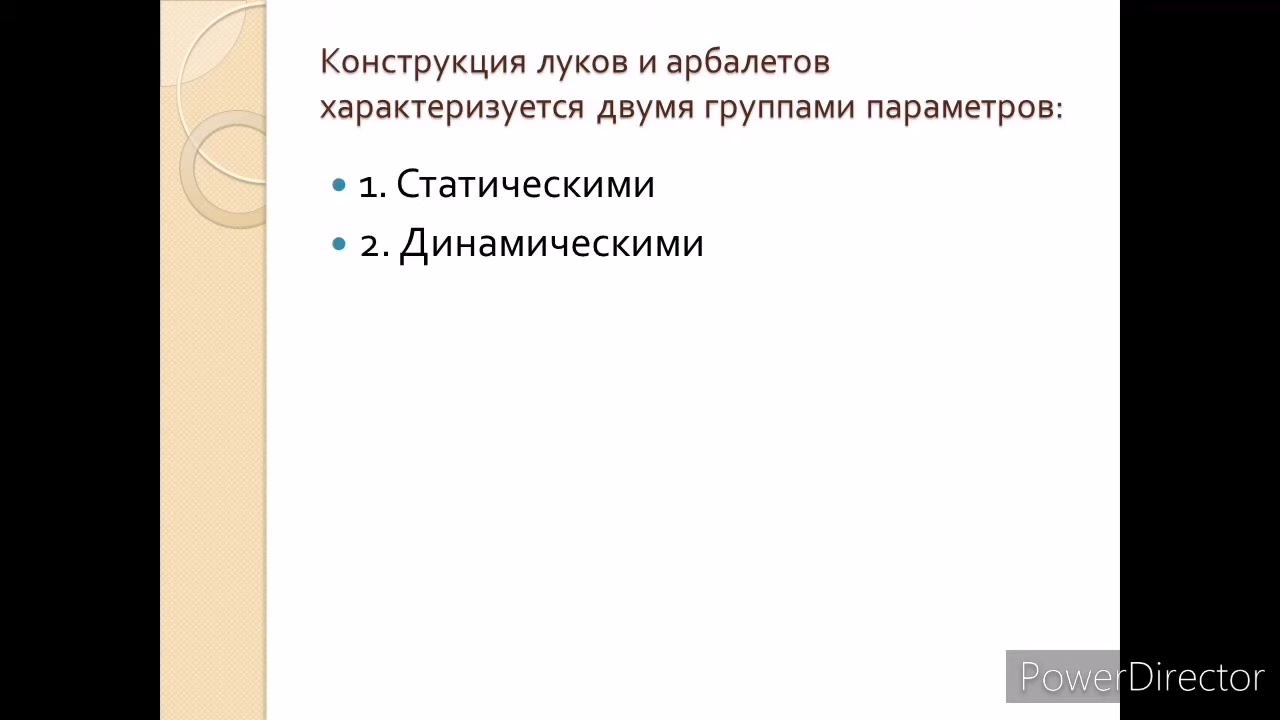 Конструкция луков и арбалетов
характеризуется двумя группами параметров:
• 1. Статическими
• 2. Динамическими
PowerDirector